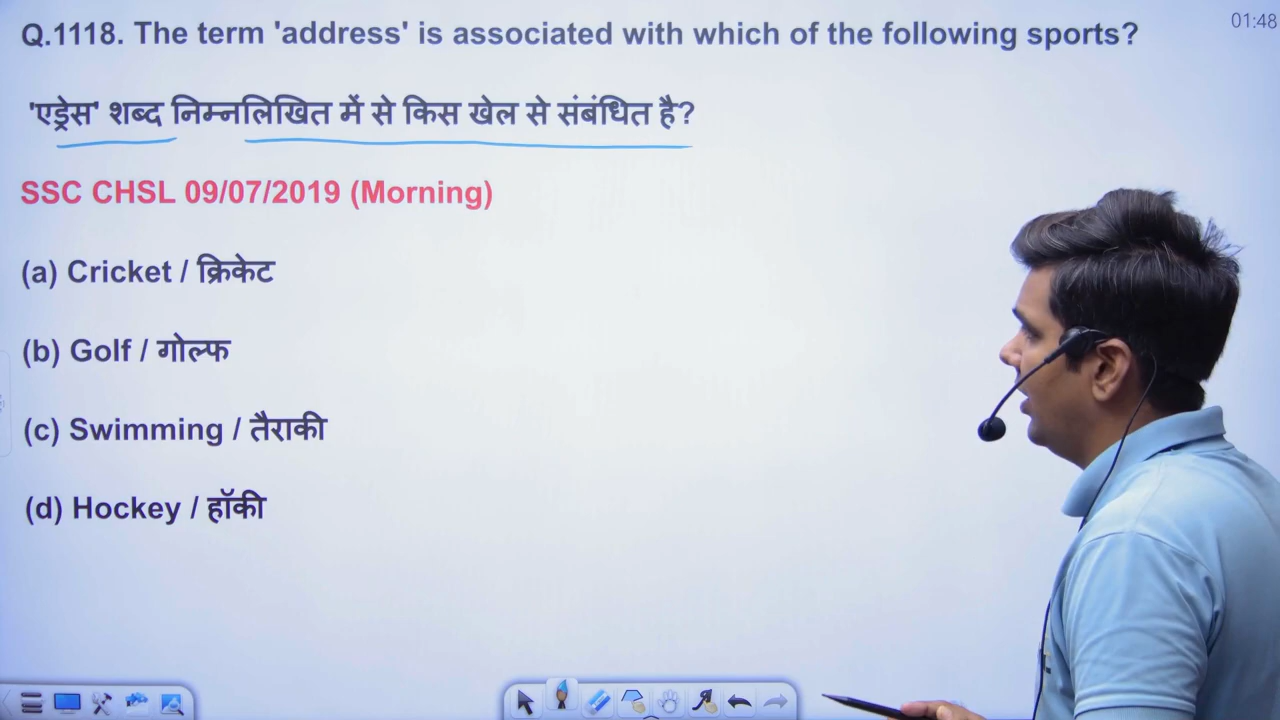 Q.1118. The term 'address' is associated with which of the following sports?
01:48
'एड्रेस' शब्द निम्नलिखित में से किस खेल से संबंधित है?
SSC CHSL 09/07/2019 (Morning)
(a) Cricket / क्रिकेट
(b) Golf / गोल्फ
(c) Swimming / तैराकी
(d) Hockey / हॉकी